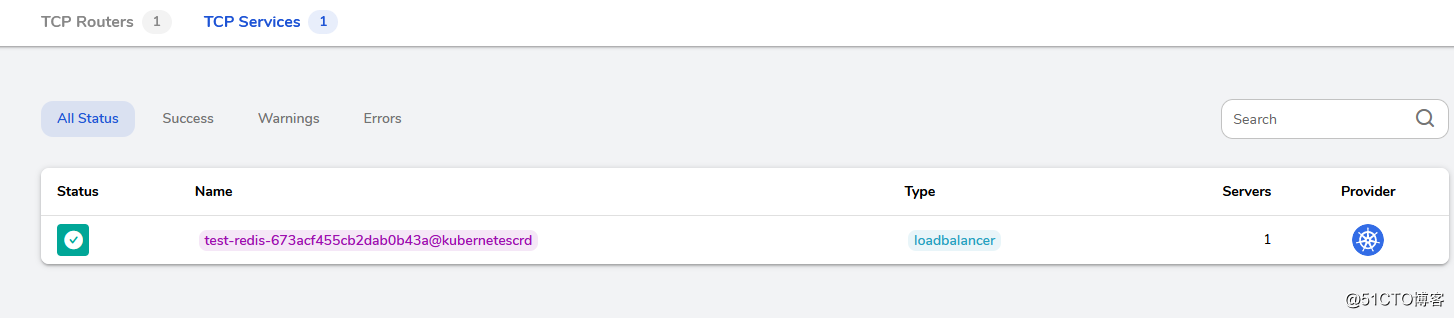 TCP Routers 1 TCP Services 1
All Status Success Warnings Errors Search
Status Name Type Servers Provider
test-redis-673acf455cb2dab0b43a@kubernetescrd loadbalancer 1
@51CTO博客